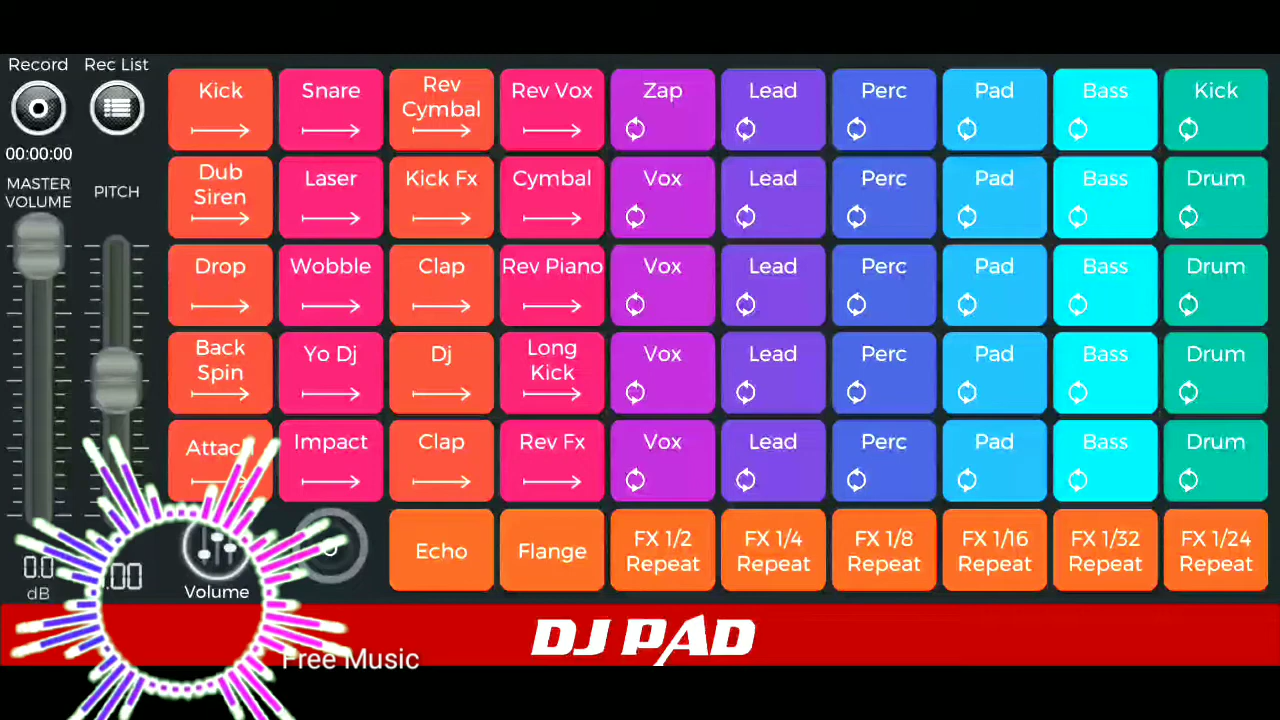 Record
Rec List
00:00:00
MASTER
VOLUME
PITCH
Kick
Snare
Rev
Cymbal
Rev Vox
Zap
Lead
Perc
Pad
Bass
Kick
Dub
Siren
Laser
Kick Fx
Cymbal
Vox
Lead
Perc
Pad
Bass
Drum
Drop
Wobble
Clap
Rev Piano
Vox
Lead
Perc
Pad
Bass
Drum
Back
Spin
Yo Dj
Dj
Long
Kick
Vox
Lead
Perc
Pad
Bass
Drum
Attack
Impact
Clap
Rev Fx
Vox
Lead
Perc
Pad
Bass
Drum
0.0
dB
.00
Volume
Echo
Flange
FX 1/2
Repeat
FX 1/4
Repeat
FX 1/8
Repeat
FX 1/16
Repeat
FX 1/32
Repeat
FX 1/24
Repeat
DJ PAD
Free Music